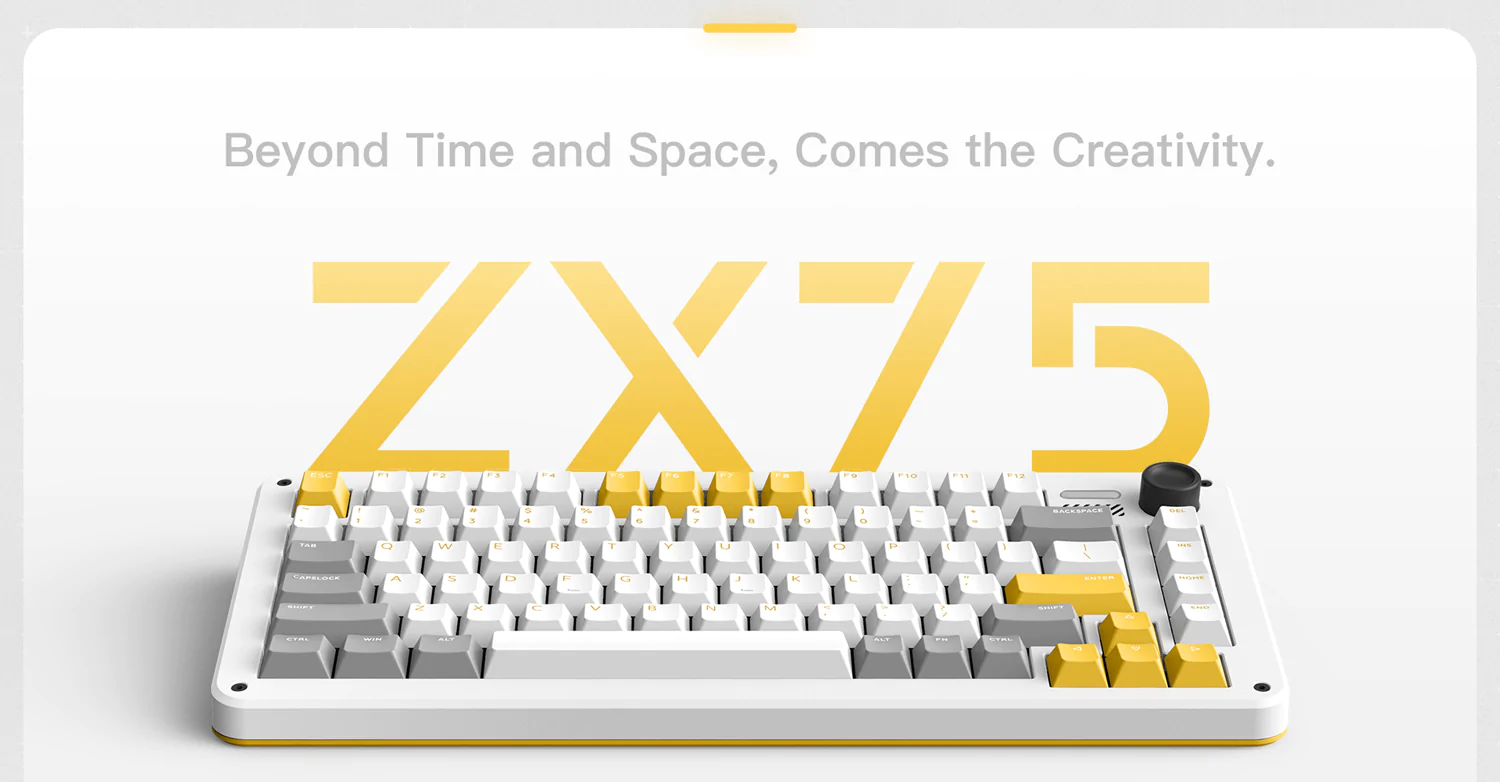 Beyond Time and Space, Comes the Creativity.
ZX75
ESC F1 F2 F3 F4 F5 F6 F7 F8 F9 F10 F11 F12
! 1 @ 2 # 3 $ 4 % 5 ^ 6 & 7 * 8 ( 9 ) 0 BACKSPACE DEL
TAB Q W E R T Y U I O P | \ INS
CAPSLOCK A S D F G H J K L ENTER HOME
SHIFT Z X C V B N M SHIFT END
CTRL WIN ALT ALT FN CTRL